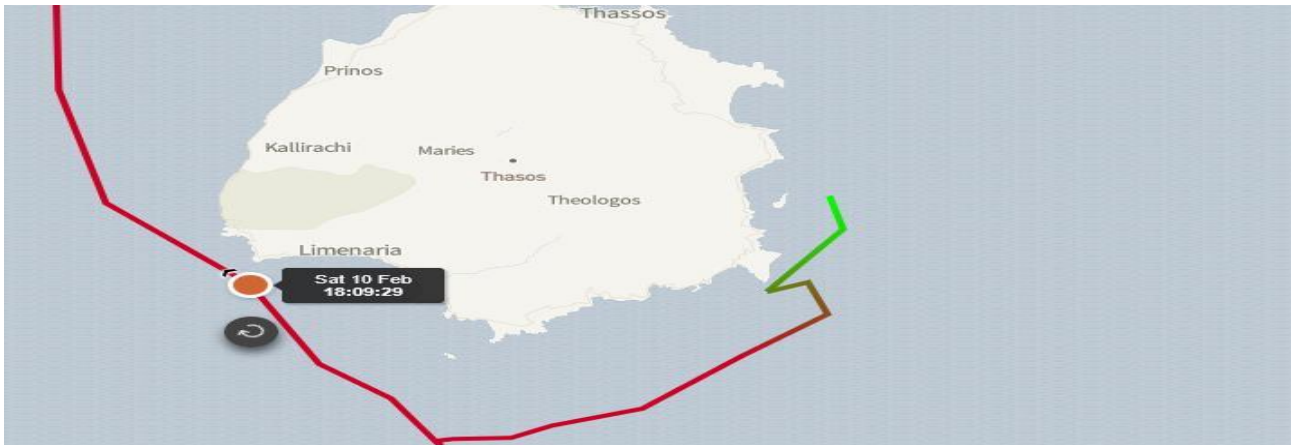 Thassos
Prinos
Kallirachi
Maries
Thasos
Theologos
Limenaria
Sat 10 Feb
18:09:29